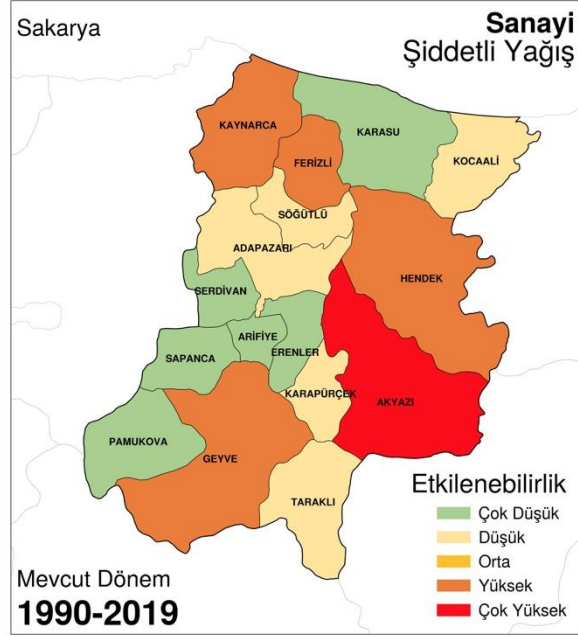 Sakarya
Sanayi
Şiddetli Yağış
KAYNARCA
KARASU
FERİZLİ
KOCAALİ
SÖĞÜTLÜ
ADAPAZARI
HENDEK
SERDİVAN
ARİFİYE
ERENLER
SAPANCA
KARAPÜRÇEK
AKYAZI
PAMUKOVA
GEYVE
TARAKLI
Etkilenebilirlik
Çok Düşük
Düşük
Orta
Yüksek
Çok Yüksek
Mevcut Dönem
1990-2019